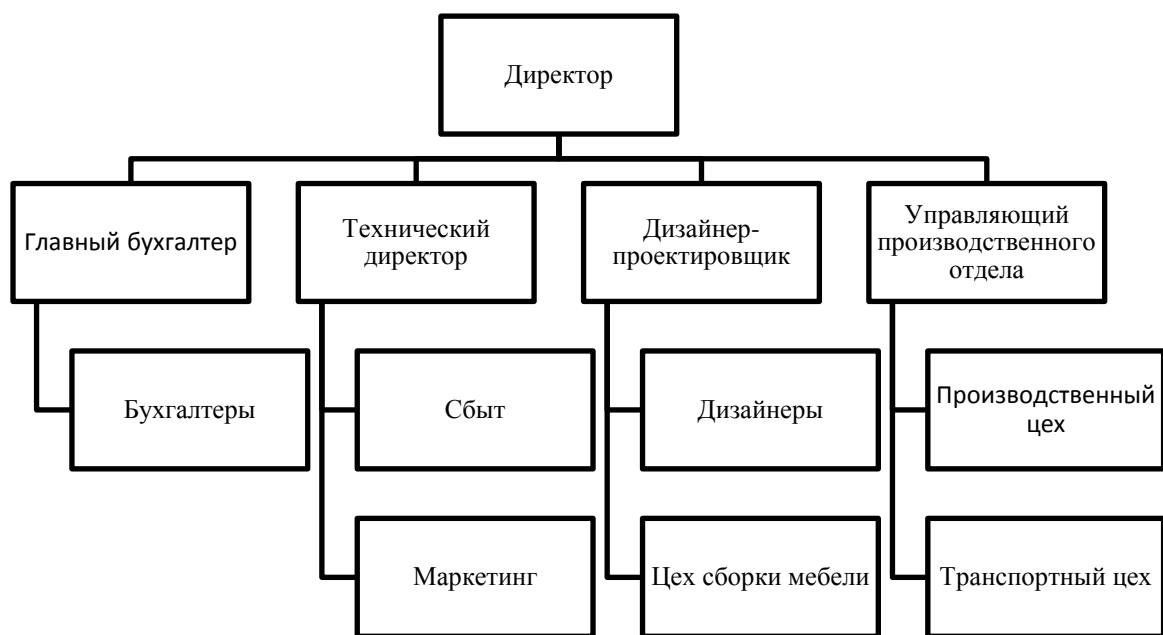 Директор
Главный бухгалтер
Технический
директор
Дизайнер-
проектировщик
Управляющий
производственного
отдела
Бухгалтеры
Сбыт
Дизайнеры
Производственный
цех
Маркетинг
Цех сборки мебели
Транспортный цех